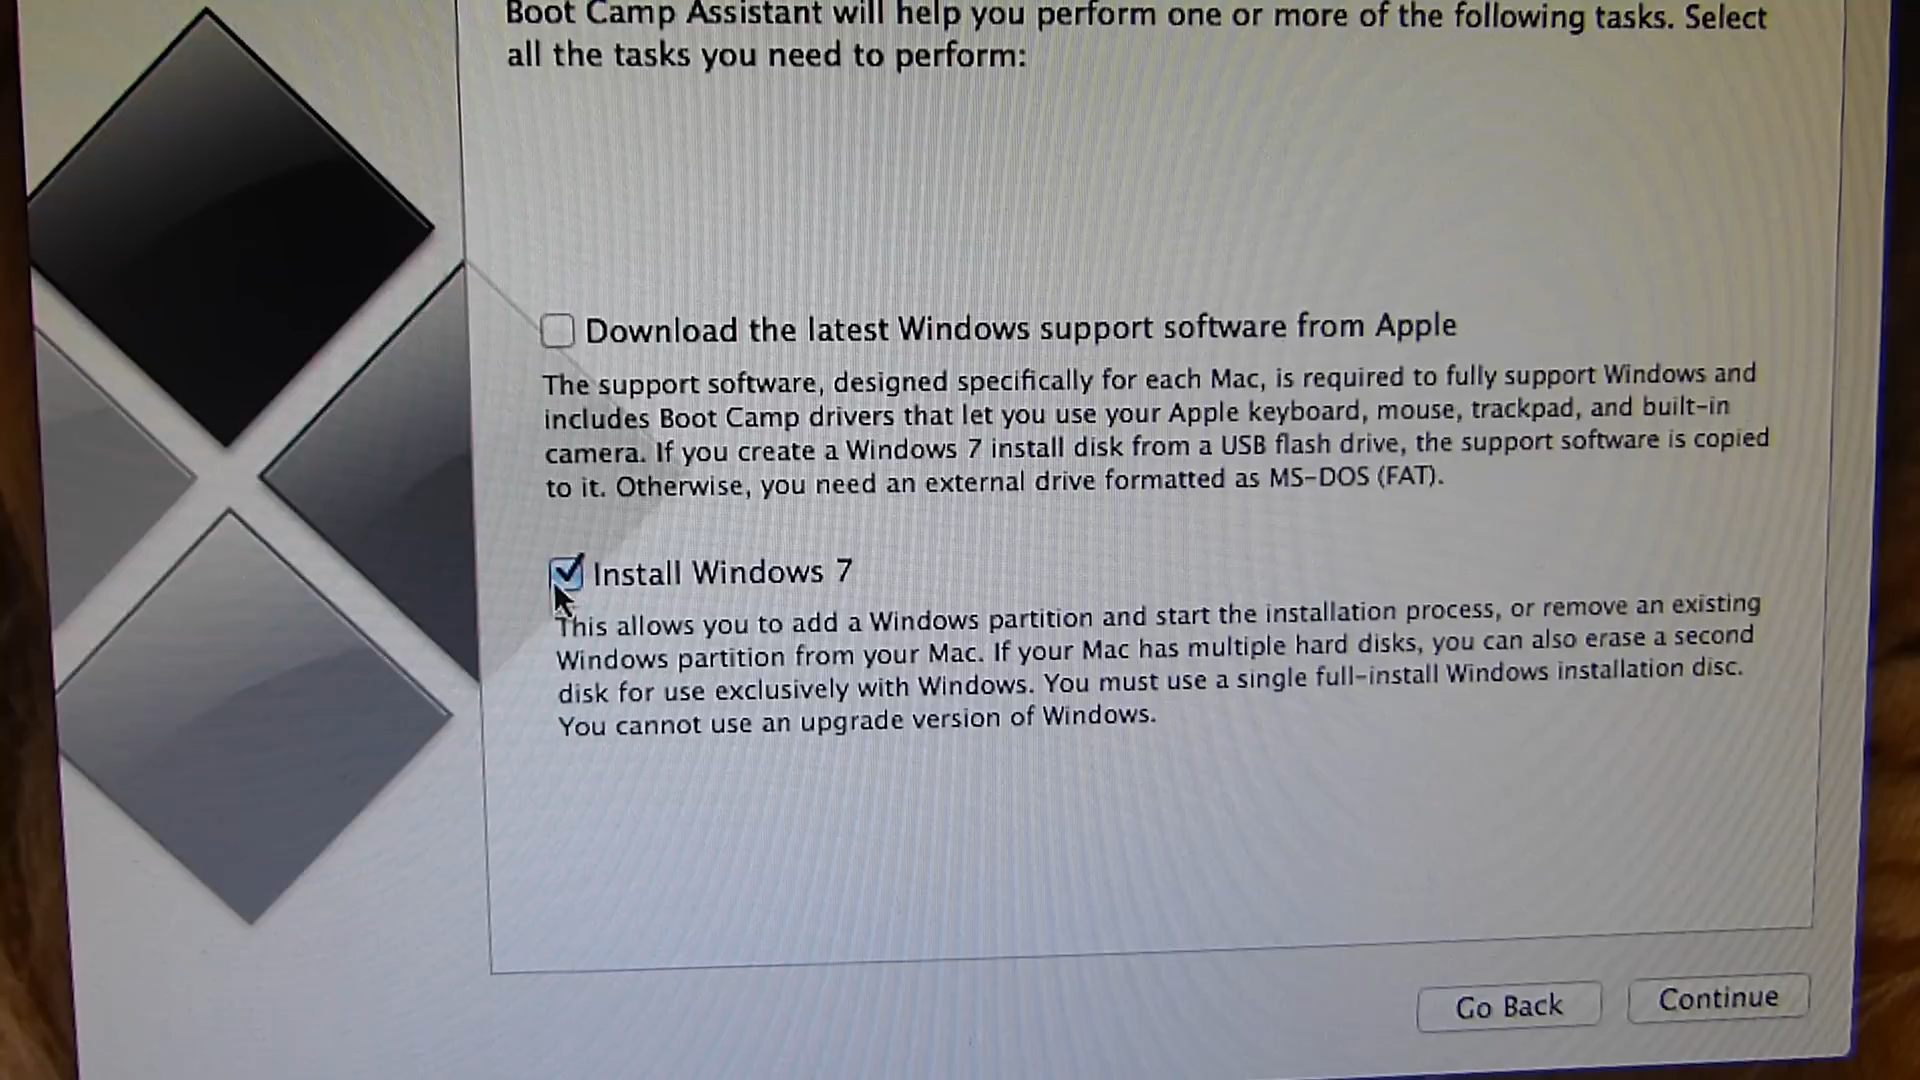 Boot Camp Assistant will help you perform one or more of the following tasks. Select
all the tasks you need to perform:
Download the latest Windows support software from Apple
The support software, designed specifically for each Mac, is required to fully support Windows and
includes Boot Camp drivers that let you use your Apple keyboard, mouse, trackpad, and built-in
camera. If you create a Windows 7 install disk from a USB flash drive, the support software is copied
to it. Otherwise, you need an external drive formatted as MS-DOS (FAT).
Install Windows 7
This allows you to add a Windows partition and start the installation process, or remove an existing
Windows partition from your Mac. If your Mac has multiple hard disks, you can also erase a second
disk for use exclusively with Windows. You must use a single full-install Windows installation disc.
You cannot use an upgrade version of Windows.
Go Back
Continue